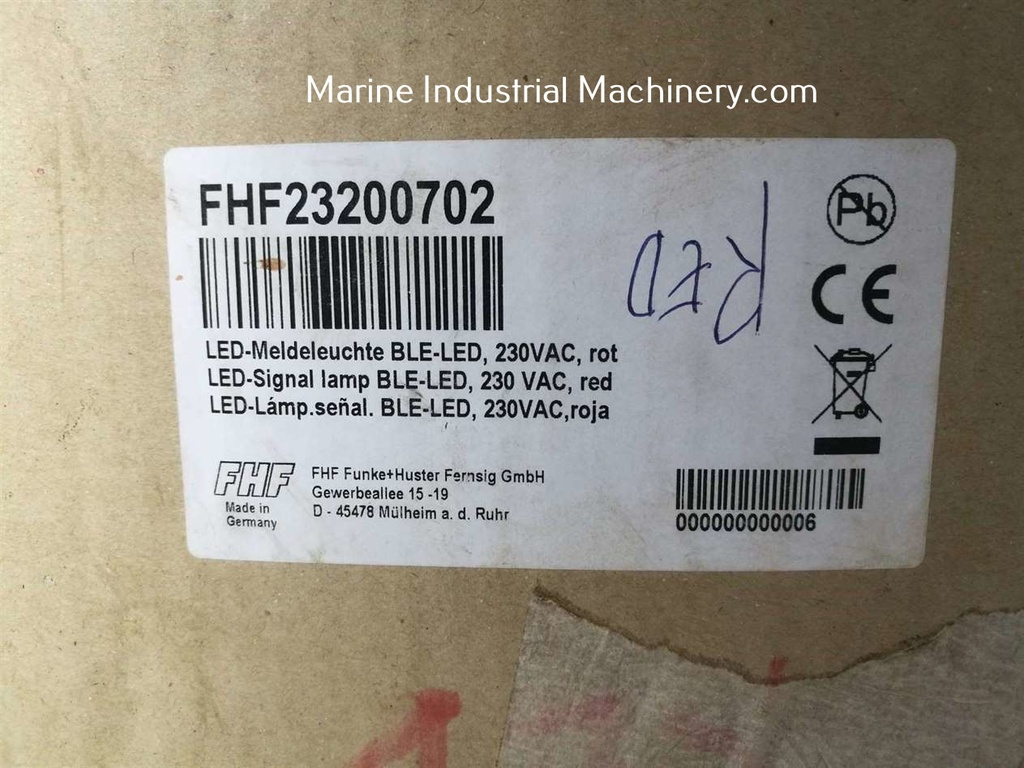 Marine Industrial Machinery.com
FHF23200702
RED
Pb
CE
LED-Meldeleuchte BLE-LED, 230VAC, rot
LED-Signal lamp BLE-LED, 230 VAC, red
LED-Lámp.señal. BLE-LED, 230VAC,roja
FHF
Made in
Germany
FHF Funke+Huster Fernsig GmbH
Gewerbeallee 15 -19
D - 45478 Mülheim a. d. Ruhr
000000000006